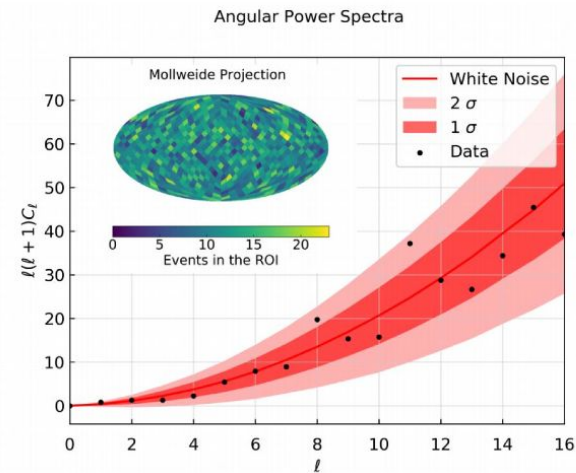 Angular Power Spectra
Mollweide Projection
0 5 10 15 20
Events in the ROI
White Noise
2 σ
1 σ
Data
ℓ(ℓ + 1)Cℓ
70
60
50
40
30
20
10
0
0 2 4 6 8 10 12 14 16
ℓ